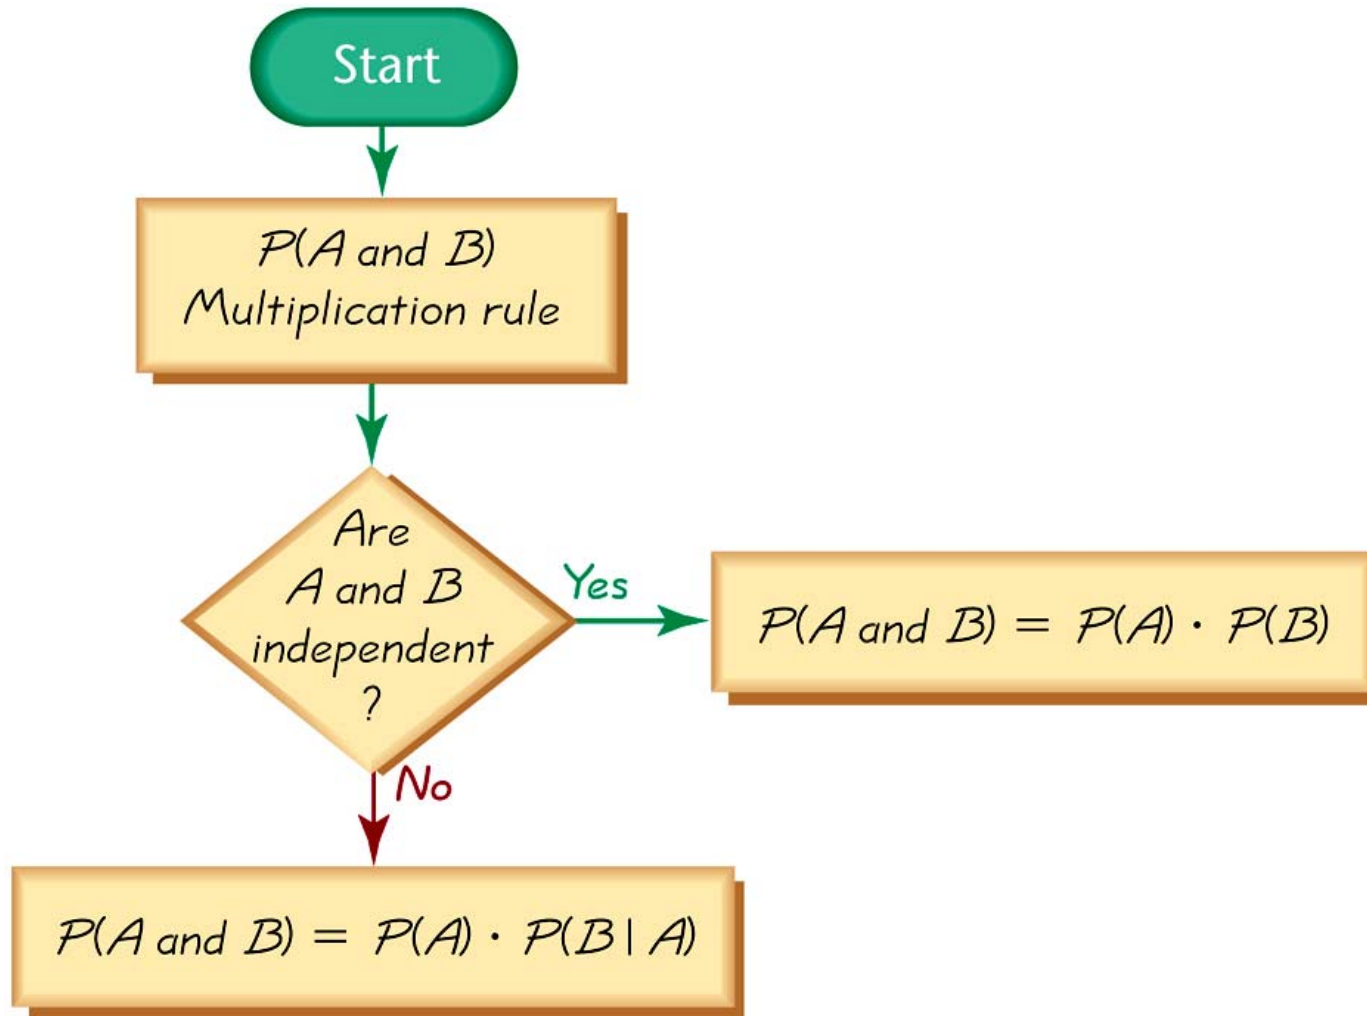 Start
P(A and B)
Multiplication rule
Are
A and B
independent
?
Yes
P(A and B) = P(A) · P(B)
No
P(A and B) = P(A) · P(B | A)